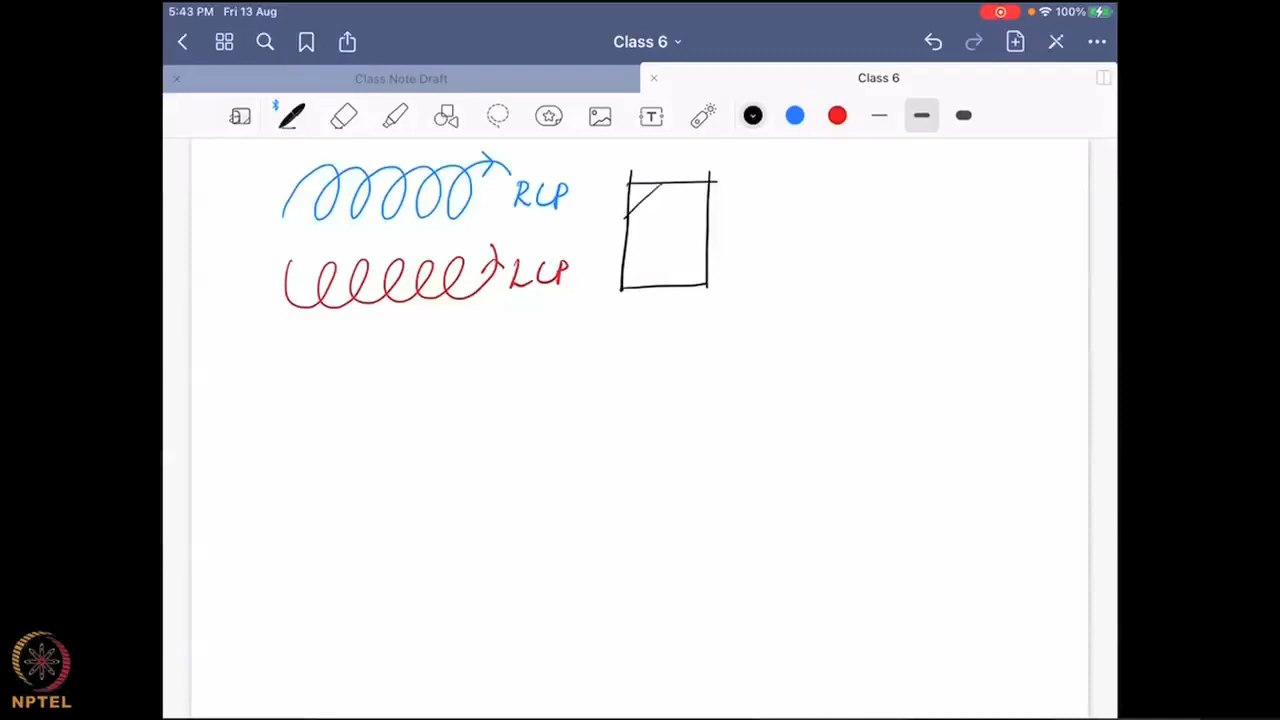 5:43 PM Fri 13 Aug 100%
Class 6
Class Note Draft Class 6
T
RCP
LCP
NPTEL